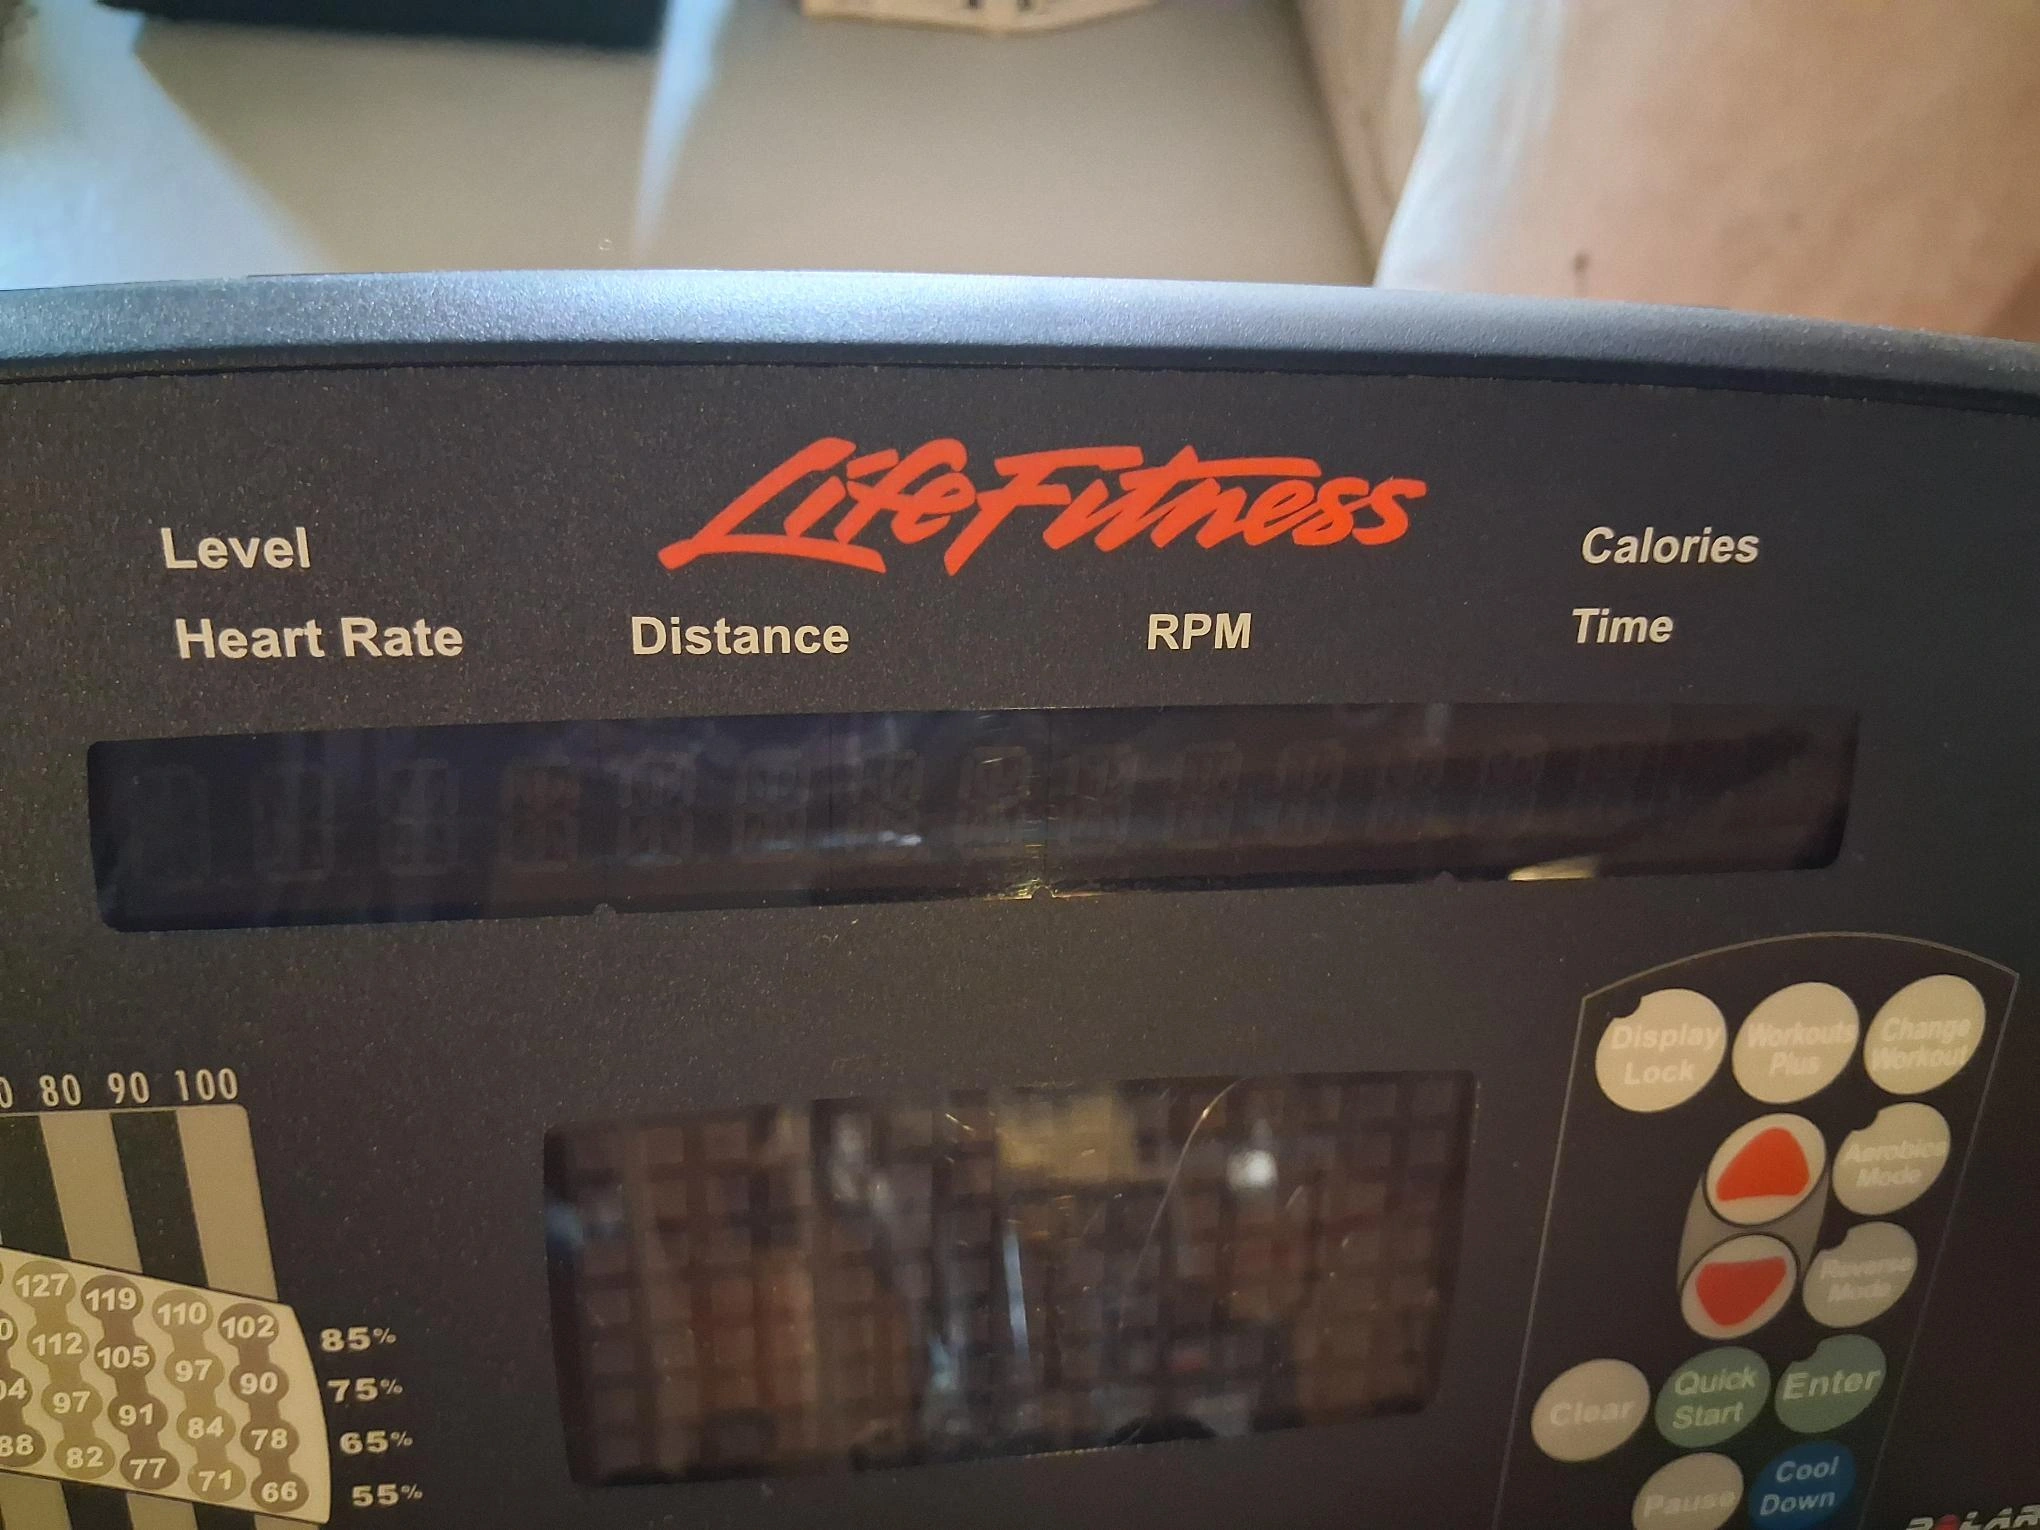 LifeFitness
Level
Calories
Heart Rate Distance RPM Time
80 90 100
Display Lock
Workouts Plus
Change Workout
Aerobics Mode
Reverse Mode
127 119 110 102 85%
112 105 97 90 75%
97 91 84 78 65%
88 82 77 71 66 55%
Clear
Quick Start
Enter
Pause
Cool Down